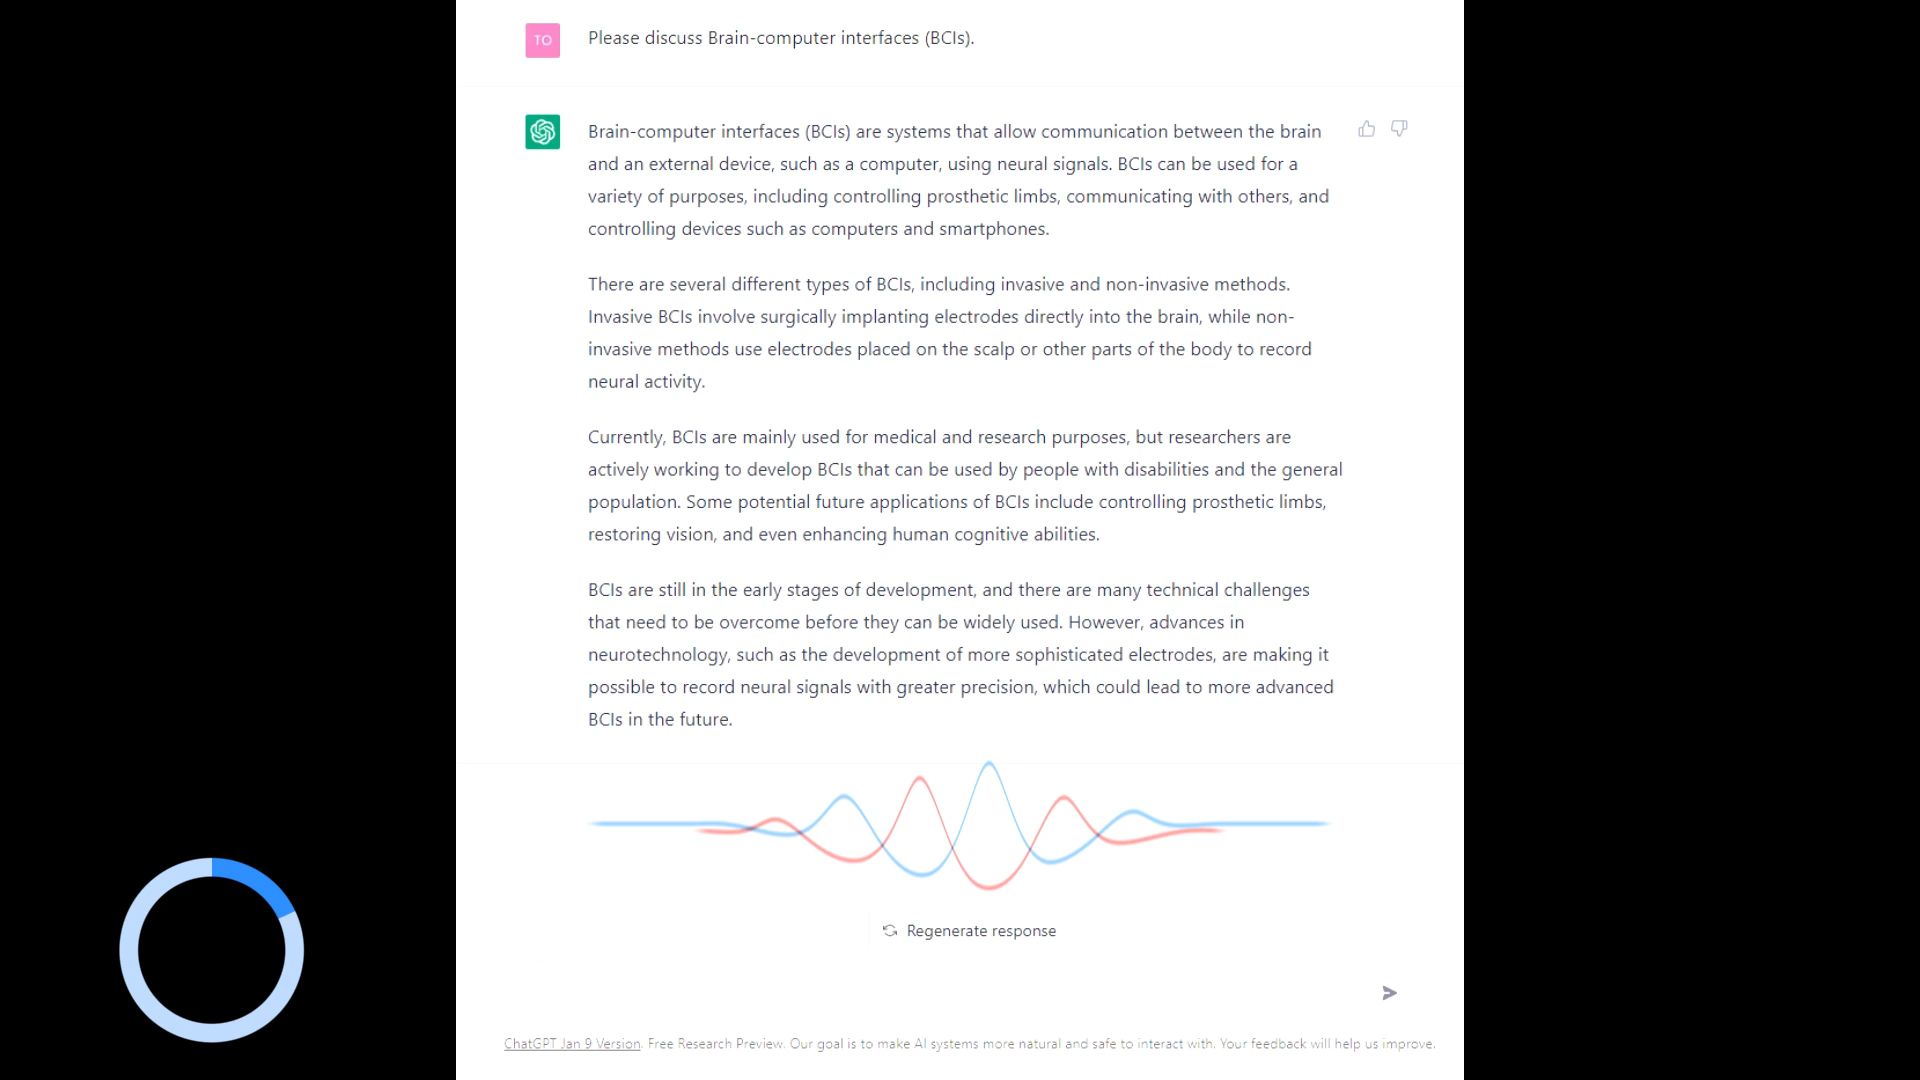 TO
Please discuss Brain-computer interfaces (BCIs).
Brain-computer interfaces (BCIs) are systems that allow communication between the brain
and an external device, such as a computer, using neural signals. BCIs can be used for a
variety of purposes, including controlling prosthetic limbs, communicating with others, and
controlling devices such as computers and smartphones.
There are several different types of BCIs, including invasive and non-invasive methods.
Invasive BCIs involve surgically implanting electrodes directly into the brain, while non-
invasive methods use electrodes placed on the scalp or other parts of the body to record
neural activity.
Currently, BCIs are mainly used for medical and research purposes, but researchers are
actively working to develop BCIs that can be used by people with disabilities and the general
population. Some potential future applications of BCIs include controlling prosthetic limbs,
restoring vision, and even enhancing human cognitive abilities.
BCIs are still in the early stages of development, and there are many technical challenges
that need to be overcome before they can be widely used. However, advances in
neurotechnology, such as the development of more sophisticated electrodes, are making it
possible to record neural signals with greater precision, which could lead to more advanced
BCIs in the future.
Regenerate response
ChatGPT Jan 9 Version. Free Research Preview. Our goal is to make AI systems more natural and safe to interact with. Your feedback will help us improve.